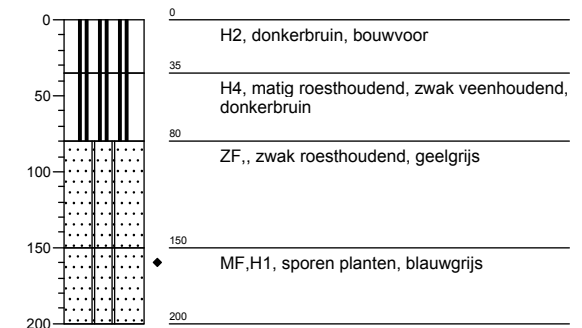 0
50
100
150
200
0
H2, donkerbruin, bouwvoor
35
H4, matig roesthoudend, zwak veenhoudend,
donkerbruin
80
ZF,, zwak roesthoudend, geelgrijs
150
MF,H1, sporen planten, blauwgrijs
200